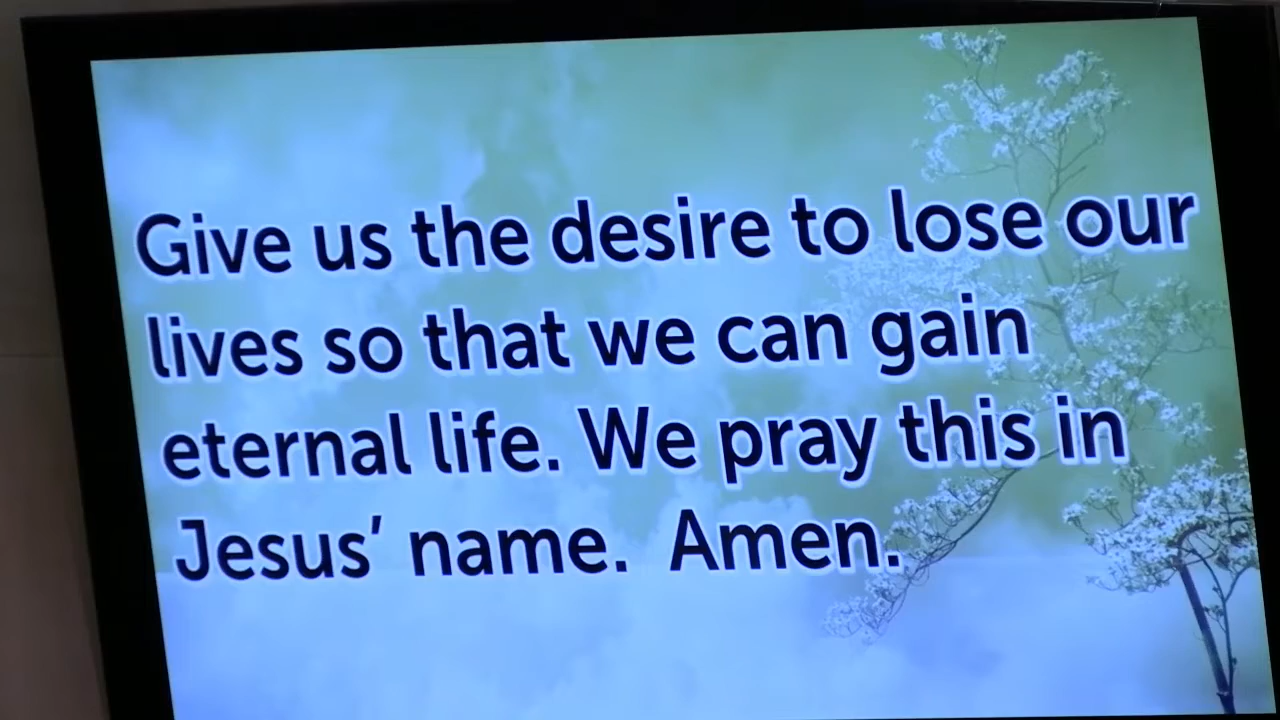 Give us the desire to lose our
lives so that we can gain
eternal life. We pray this in
Jesus’ name.  Amen.